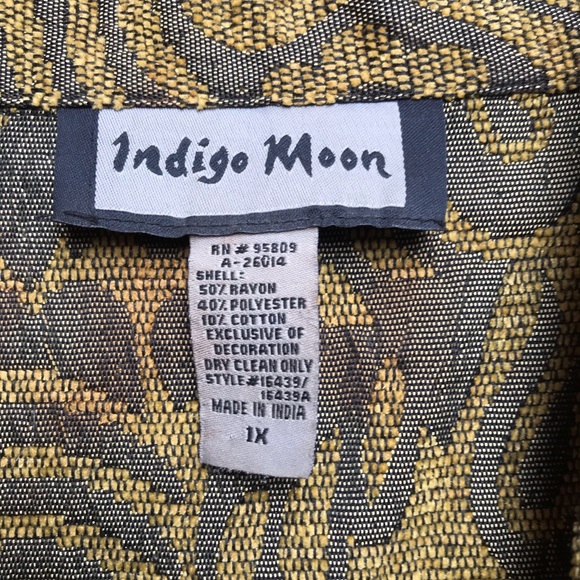 Indigo Moon
RN # 95809
A-26014
SHELL:
50% RAYON
40% POLYESTER
10% COTTON
EXCLUSIVE OF
DECORATION
DRY CLEAN ONLY
STYLE#16439/
16439A
MADE IN INDIA
1X